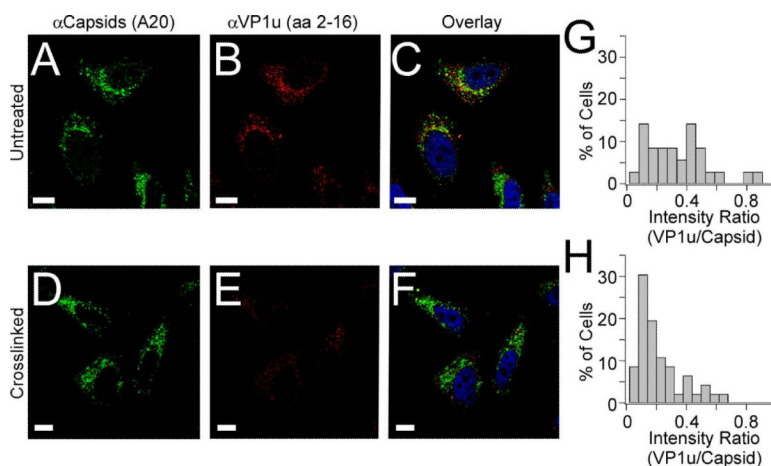 αCapsids (A20)
αVP1u (aa 2-16)
Overlay
Untreated
A
B
C
G
% of Cells
30
20
10
0
0
0.4
0.8
Intensity Ratio
(VP1u/Capsid)
Crosslinked
D
E
F
H
% of Cells
30
20
10
0
0
0.4
0.8
Intensity Ratio
(VP1u/Capsid)